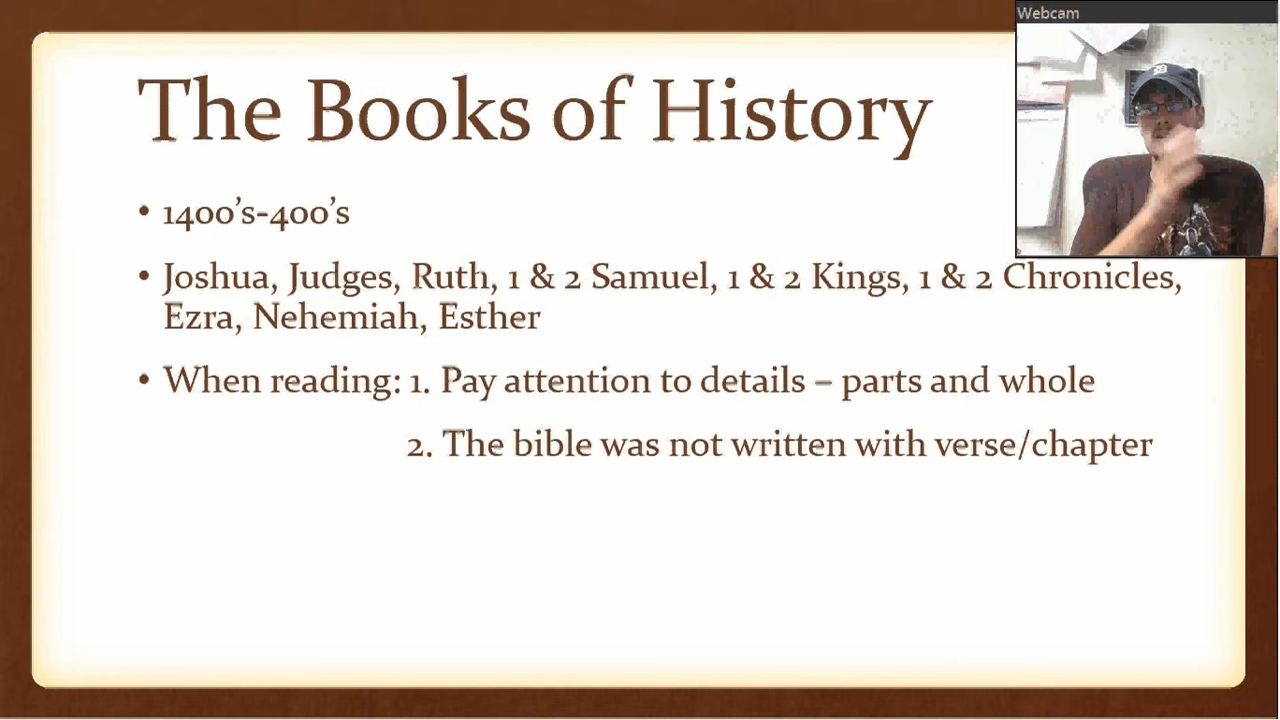 Webcam
The Books of History
• 1400's-400's
• Joshua, Judges, Ruth, 1 & 2 Samuel, 1 & 2 Kings, 1 & 2 Chronicles,
Ezra, Nehemiah, Esther
• When reading: 1. Pay attention to details – parts and whole
2. The bible was not written with verse/chapter